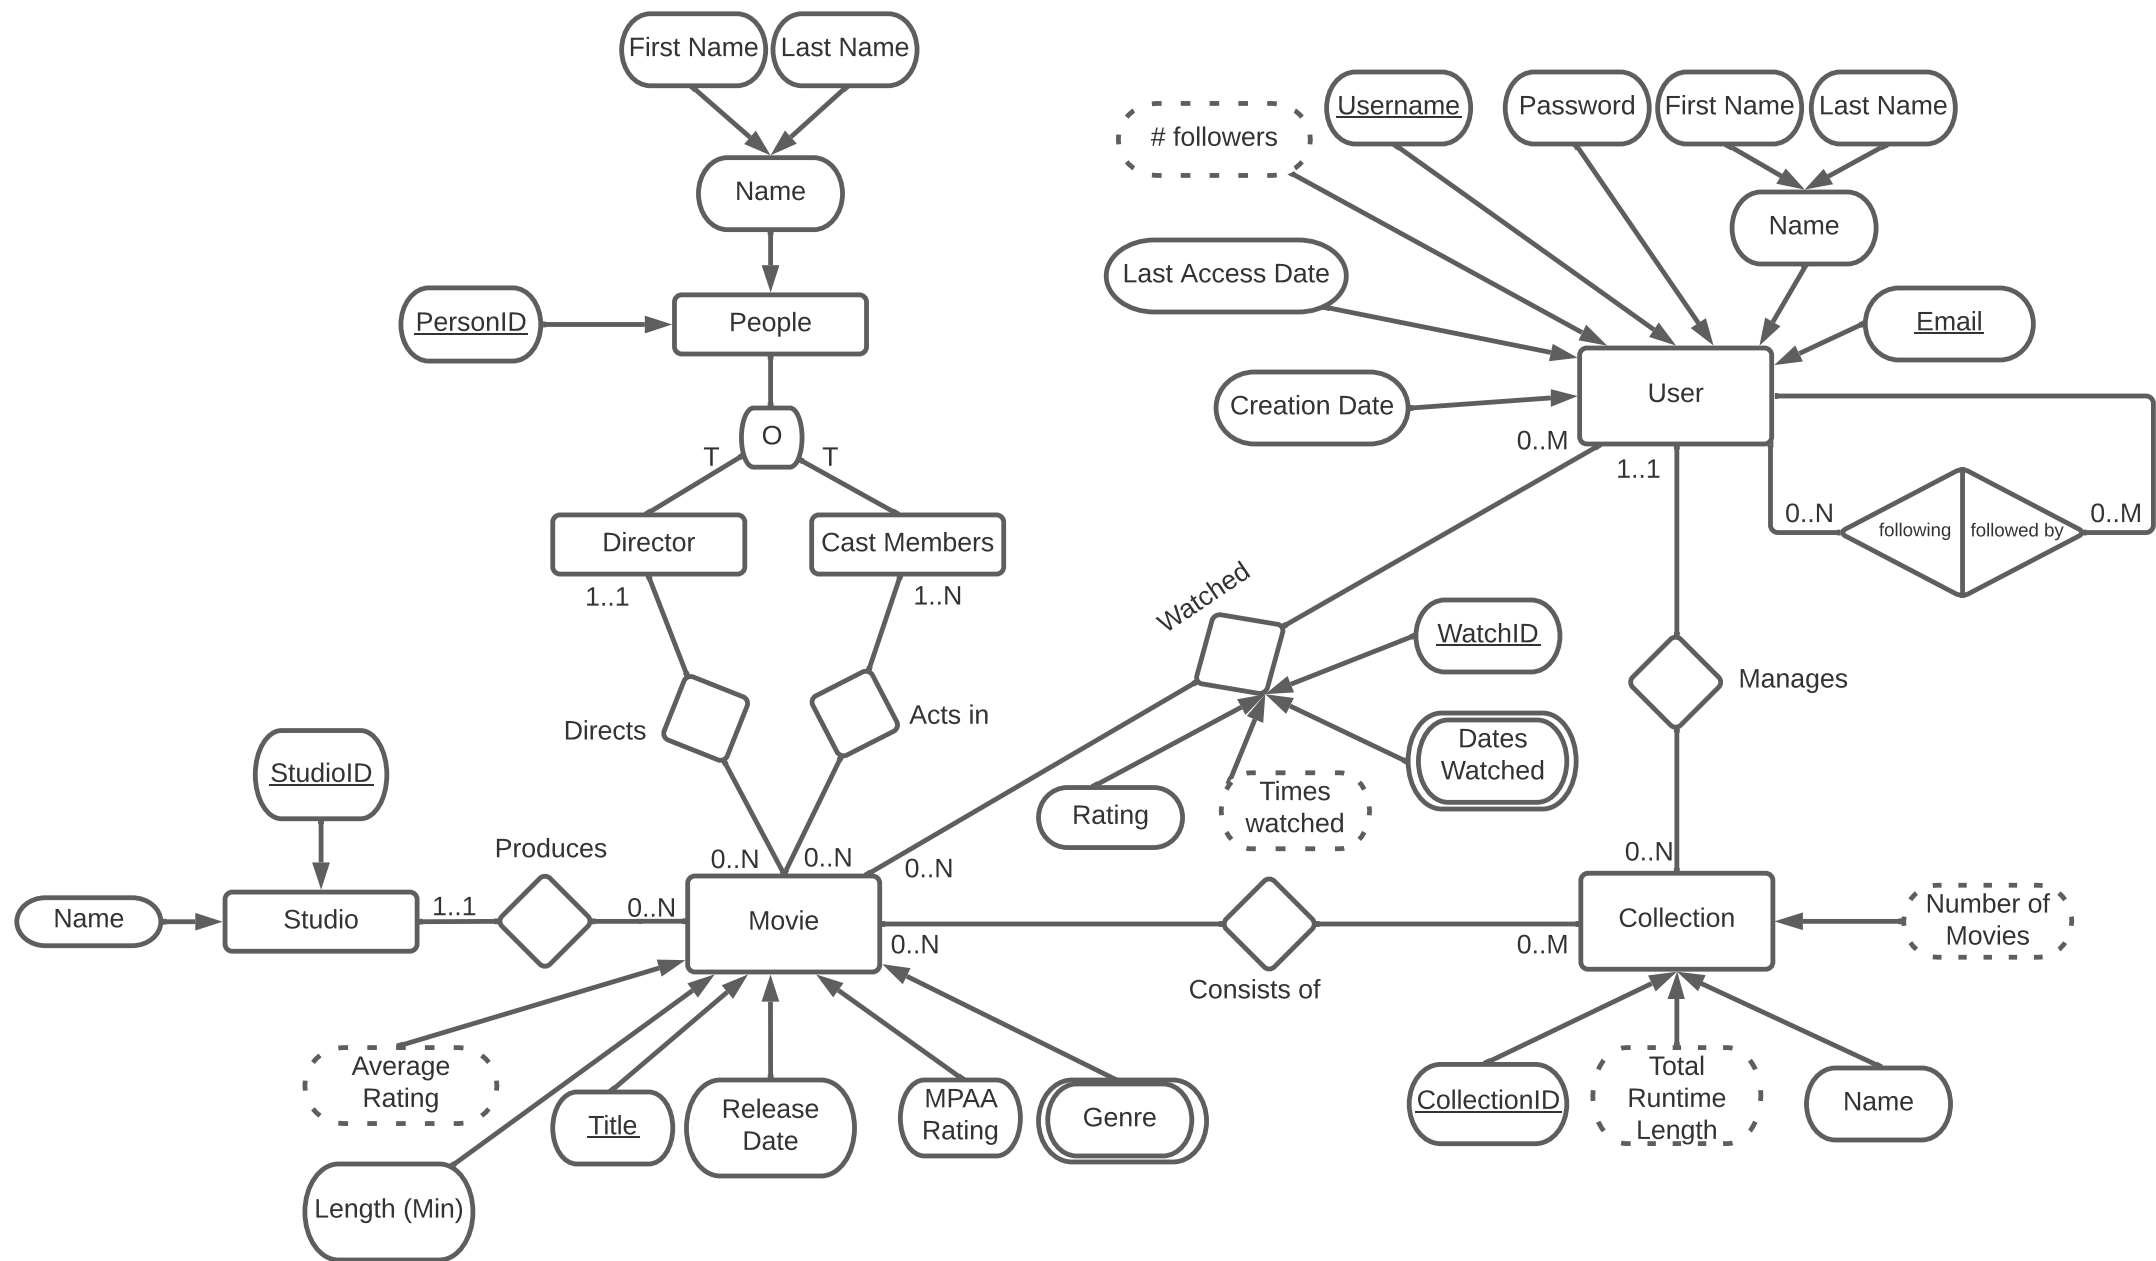 First Name
Last Name
Name
PersonID
People
O
T
T
Director
Cast Members
1..1
1..N
Directs
Acts in
StudioID
Produces
Name
Studio
1..1
0..N
0..N
0..N
0..N
Movie
0..N
Average
Rating
Length (Min)
Title
Release
Date
MPAA
Rating
Genre
# followers
Username
Password
First Name
Last Name
Name
Last Access Date
Email
Creation Date
User
0..M
1..1
0..N
following
followed by
0..M
Watched
WatchID
Dates
Watched
Rating
Times
watched
Manages
0..N
Consists of
0..M
Collection
Number of
Movies
CollectionID
Total
Runtime
Length
Name